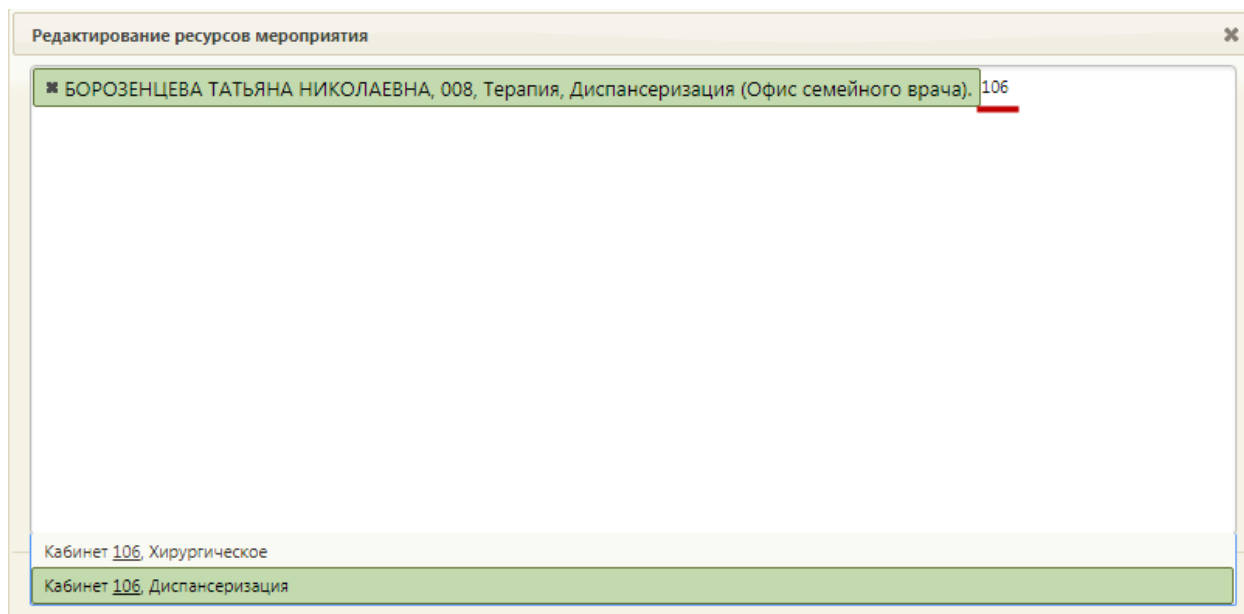 Редактирование ресурсов мероприятия
БОРОЗЕНЦЕВА ТАТЬЯНА НИКОЛАЕВНА, 008, Терапия, Диспансеризация (Офис семейного врача). 106
Кабинет 106, Хирургическое
Кабинет 106, Диспансеризация